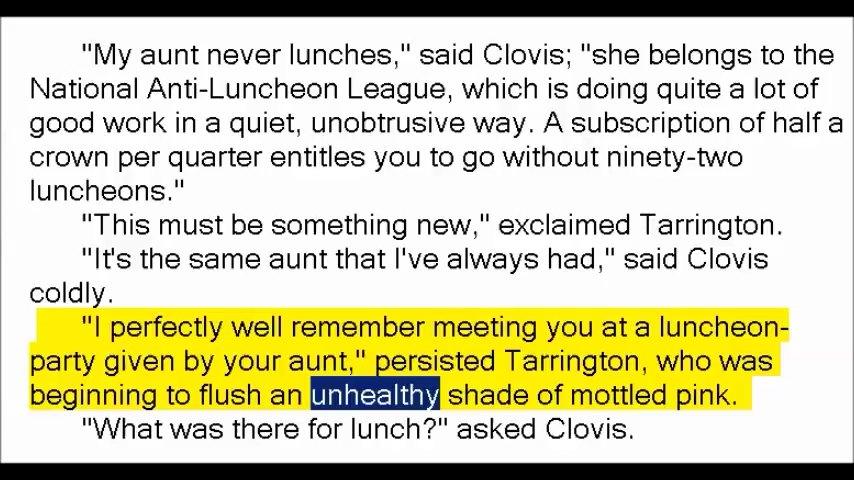 "My aunt never lunches," said Clovis; "she belongs to the
National Anti-Luncheon League, which is doing quite a lot of
good work in a quiet, unobtrusive way. A subscription of half a
crown per quarter entitles you to go without ninety-two
luncheons."
"This must be something new," exclaimed Tarrington.
"It's the same aunt that I've always had," said Clovis
coldly.
"I perfectly well remember meeting you at a luncheon-
party given by your aunt," persisted Tarrington, who was
beginning to flush an unhealthy shade of mottled pink.
"What was there for lunch?" asked Clovis.